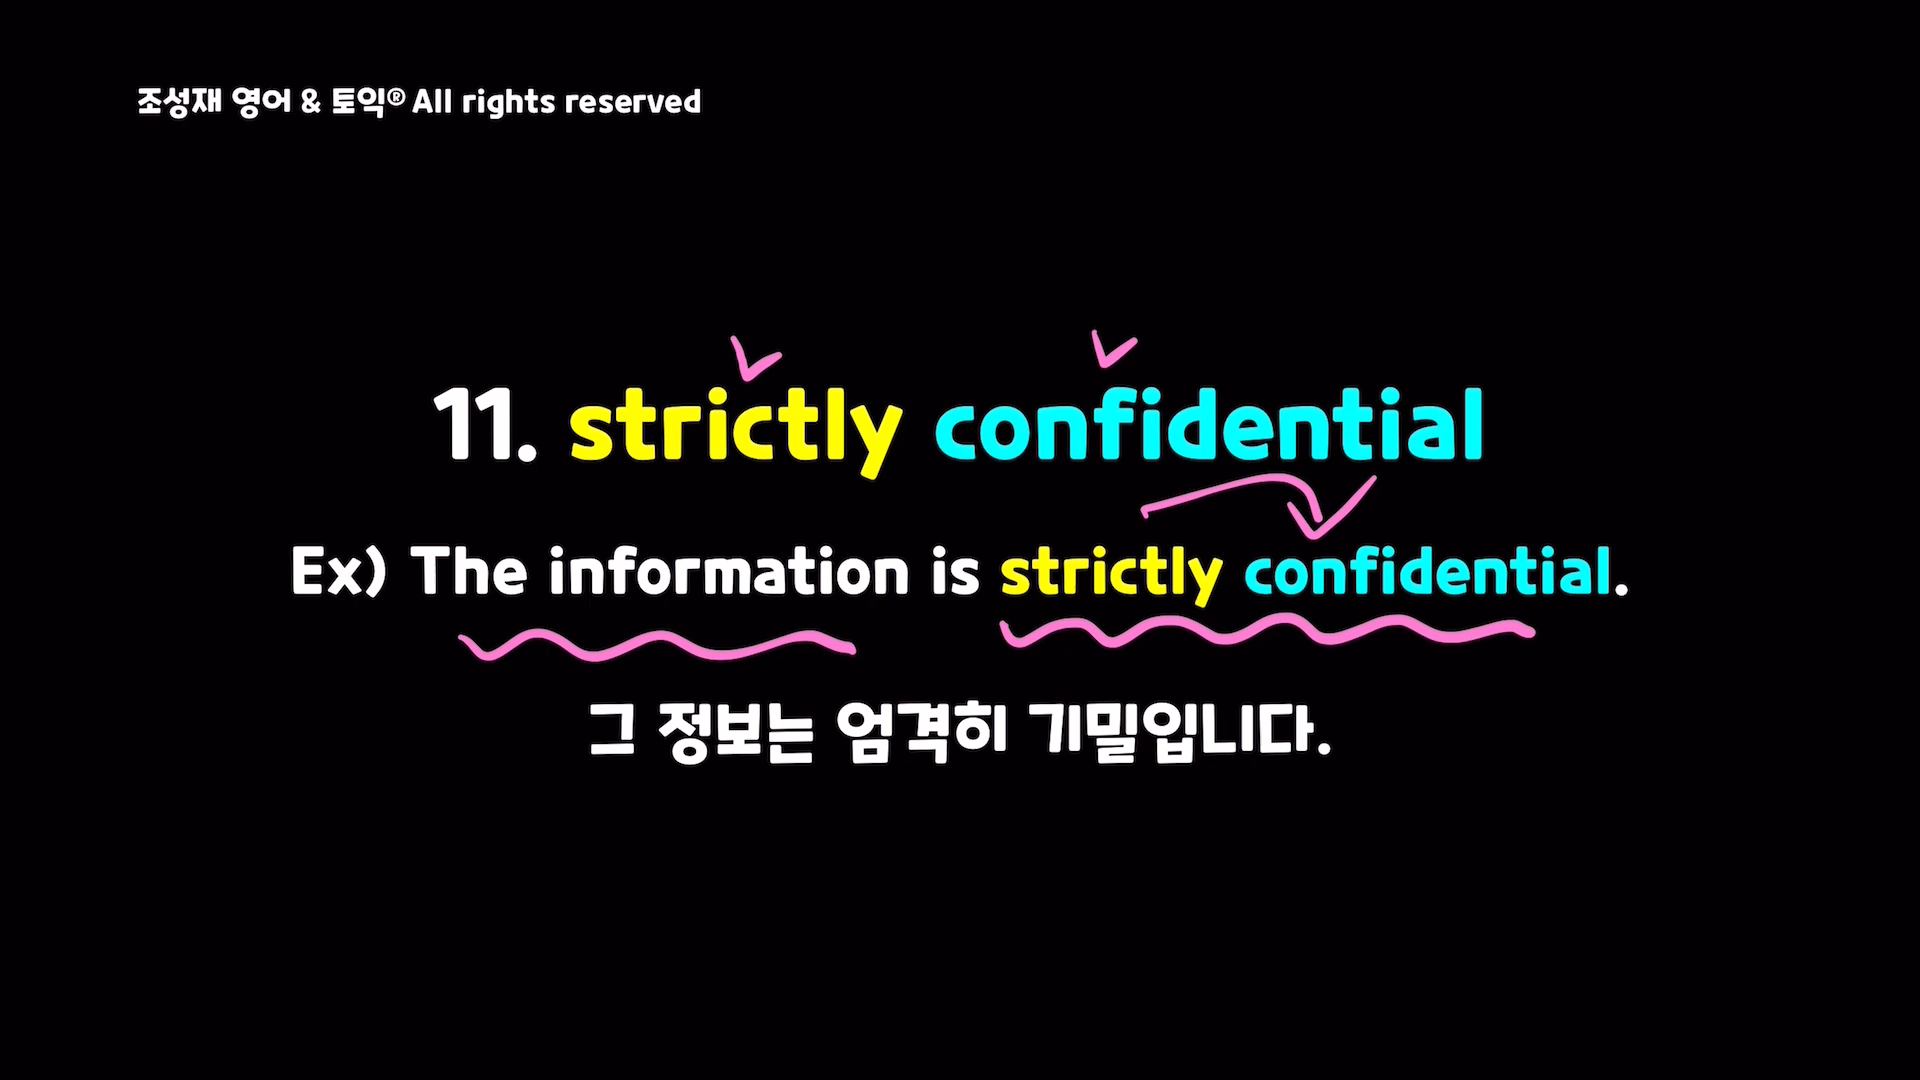 조성재 영어 & 토익® All rights reserved
11. strictly confidential
Ex) The information is strictly confidential.
그 정보는 엄격히 기밀입니다.